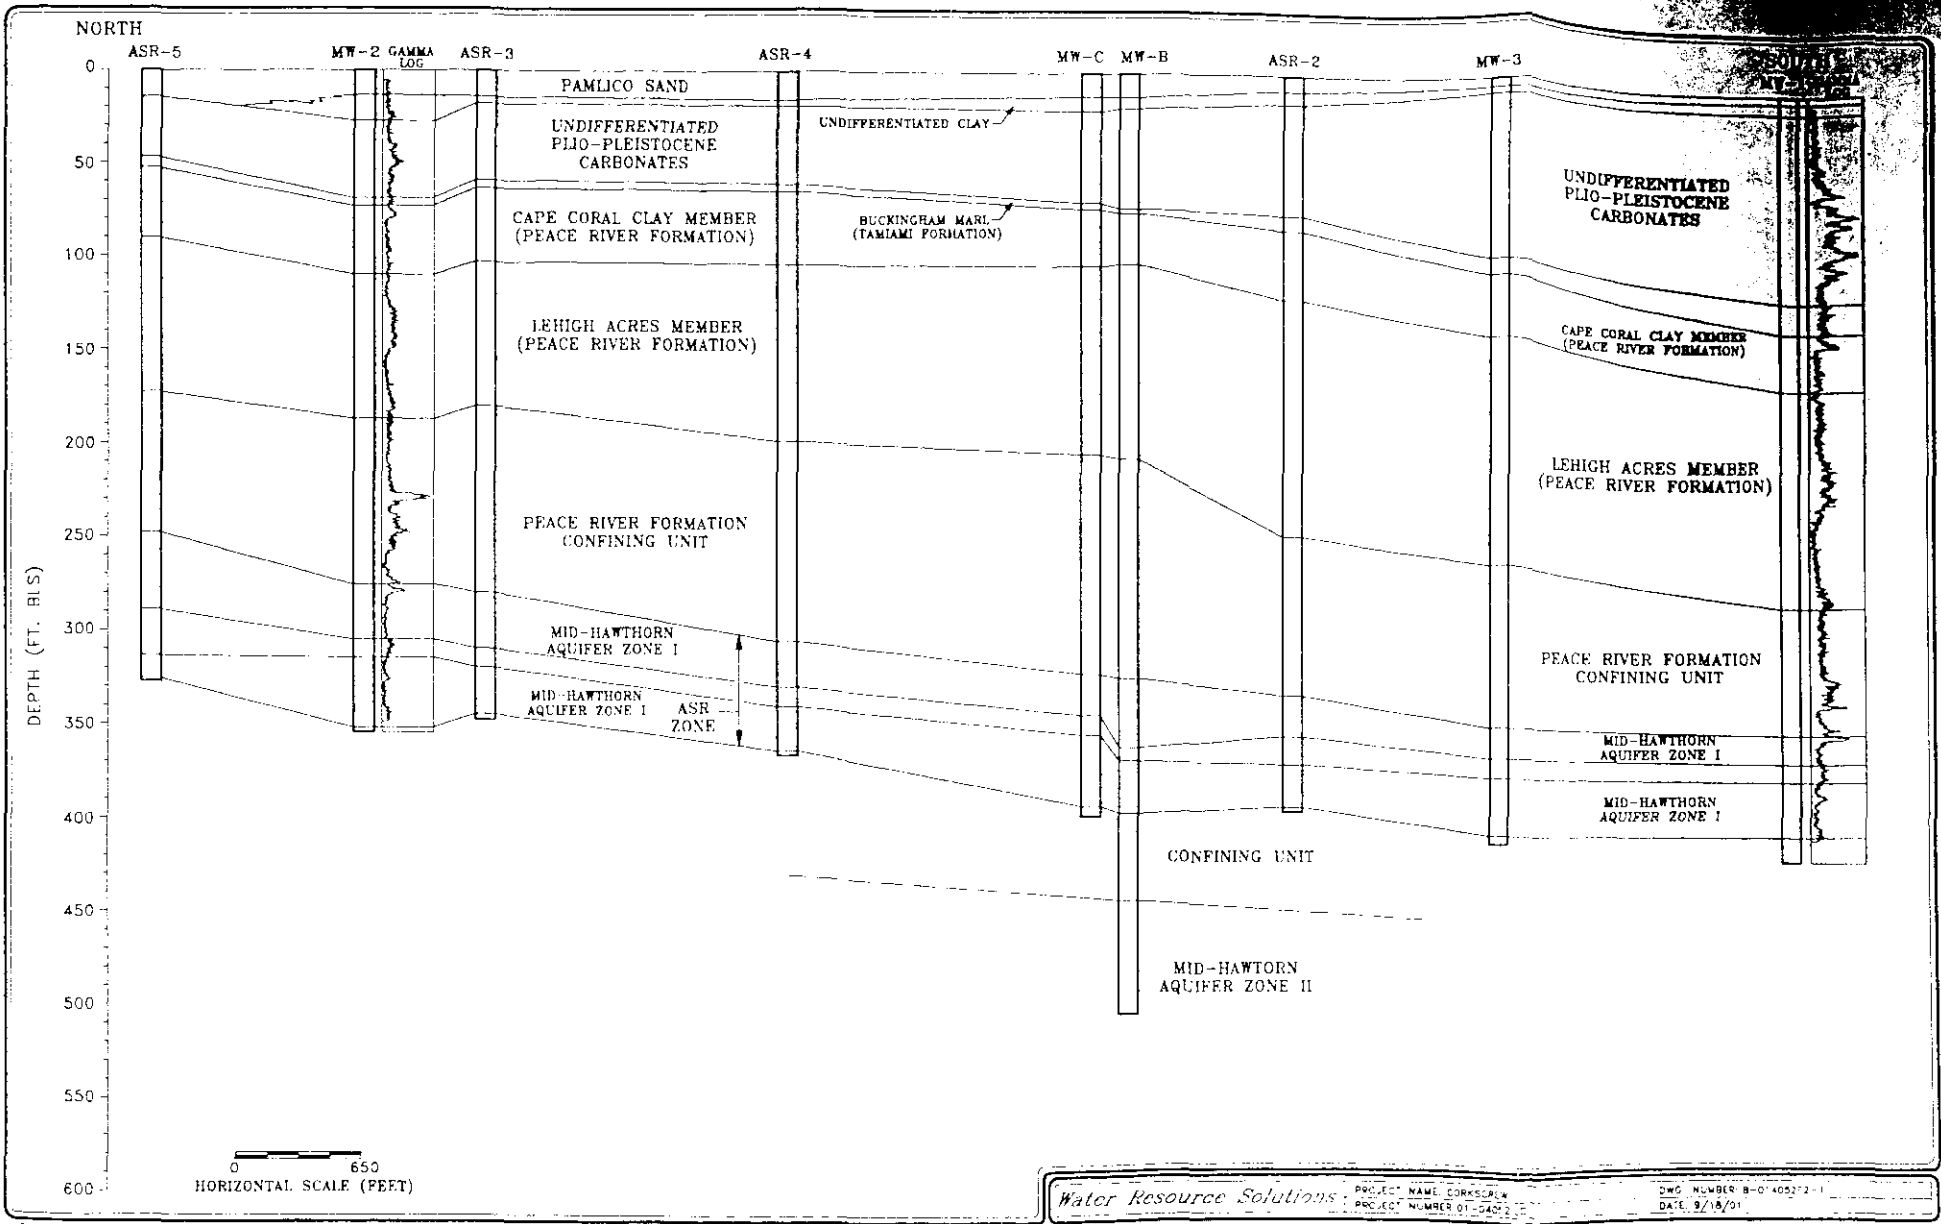 NORTH
ASR-5
MW-2
GAMMA
LOG
ASR-3
ASR-4
MW-C
MW-B
ASR-2
MW-3
SOUTH
0
50
100
150
200
250
300
350
400
450
500
550
600
DEPTH (FT. BLS)
PAMLICO SAND
UNDIFFERENTIATED CLAY
UNDIFFERENTIATED
PLIO-PLEISTOCENE
CARBONATES
CAPE CORAL CLAY MEMBER
(PEACE RIVER FORMATION)
BUCKINGHAM MARL
(TAMIAMI FORMATION)
LEHIGH ACRES MEMBER
(PEACE RIVER FORMATION)
PEACE RIVER FORMATION
CONFINING UNIT
MID-HAWTHORN
AQUIFER ZONE I
MID-HAWTHORN
AQUIFER ZONE I
ASR
ZONE
UNDIFFERENTIATED
PLIO-PLEISTOCENE
CARBONATES
CAPE CORAL CLAY MEMBER
(PEACE RIVER FORMATION)
LEHIGH ACRES MEMBER
(PEACE RIVER FORMATION)
PEACE RIVER FORMATION
CONFINING UNIT
MID-HAWTHORN
AQUIFER ZONE I
MID-HAWTHORN
AQUIFER ZONE I
CONFINING UNIT
MID-HAWTORN
AQUIFER ZONE II
0 650
HORIZONTAL SCALE (FEET)
Water Resource Solutions
PROJECT NAME: CORKSCREW
PROJECT NUMBER
DWG. NUMBER:
DATE: 9/18/01